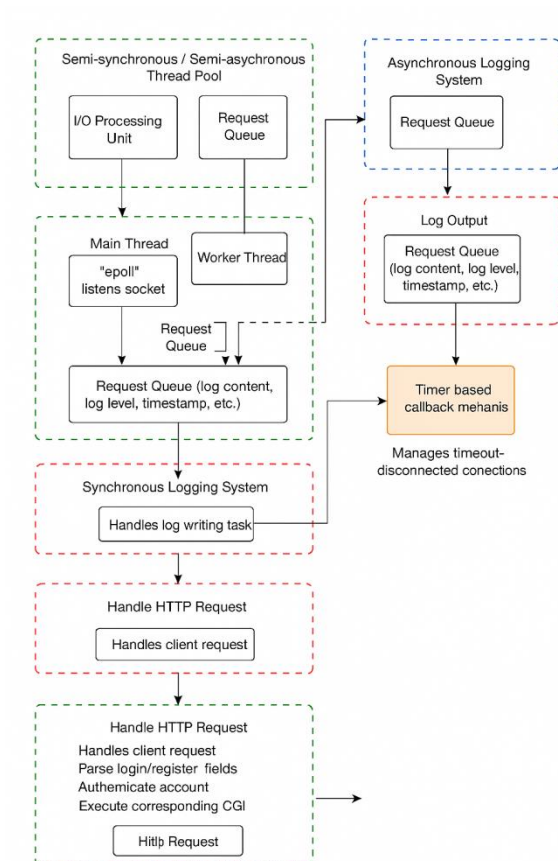 Semi-synchronous / Semi-asychronous
Thread Pool
I/O Processing
Unit
Request
Queue
Asynchronous Logging
System
Request Queue
Main Thread
"epoll"
listens socket
Worker Thread
Request
Queue
Request Queue (log content,
log level, timestamp, etc.)
Log Output
Request Queue
(log content, log level,
timestamp, etc.)
Timer based
callback mehanis
Manages timeout-
disconnected conections
Synchronous Logging System
Handles log writing task
Handle HTTP Request
Handles client request
Handle HTTP Request
Handles client request
Parse login/register fields
Authemicate account
Execute corresponding CGI
Request